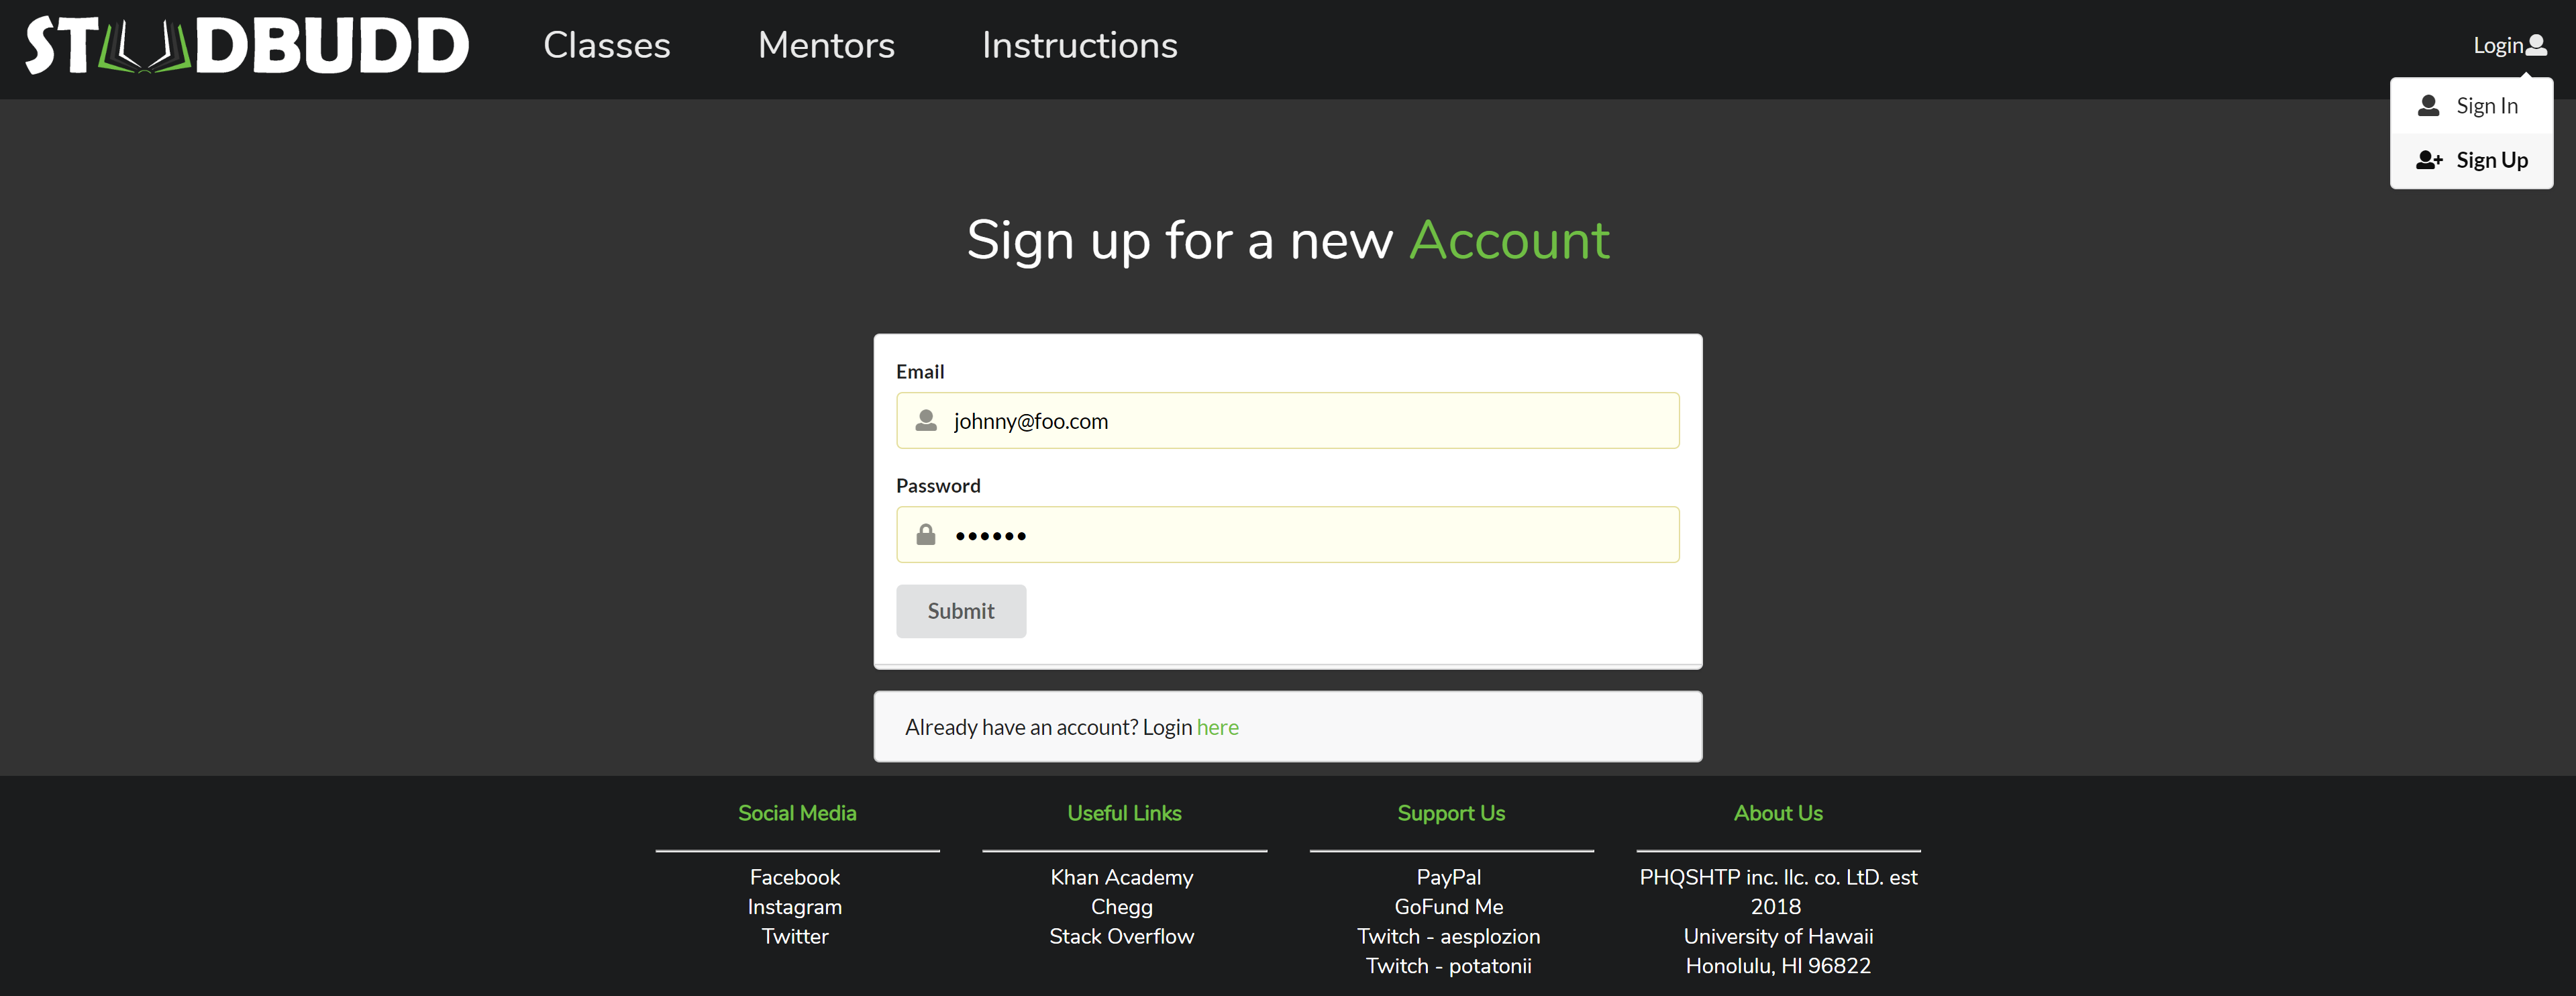 STUDBUDD Classes Mentors Instructions Login
Sign In
Sign Up
Sign up for a new Account
Email
johnny@foo.com
Password
••••••
Submit
Already have an account? Login here
Social Media Useful Links Support Us About Us
Facebook Khan Academy PayPal PHQSHTP inc. llc. co. LtD. est
Instagram Chegg GoFund Me 2018
Twitter Stack Overflow Twitch - aesplozion University of Hawaii
Twitch - potatonii Honolulu, HI 96822